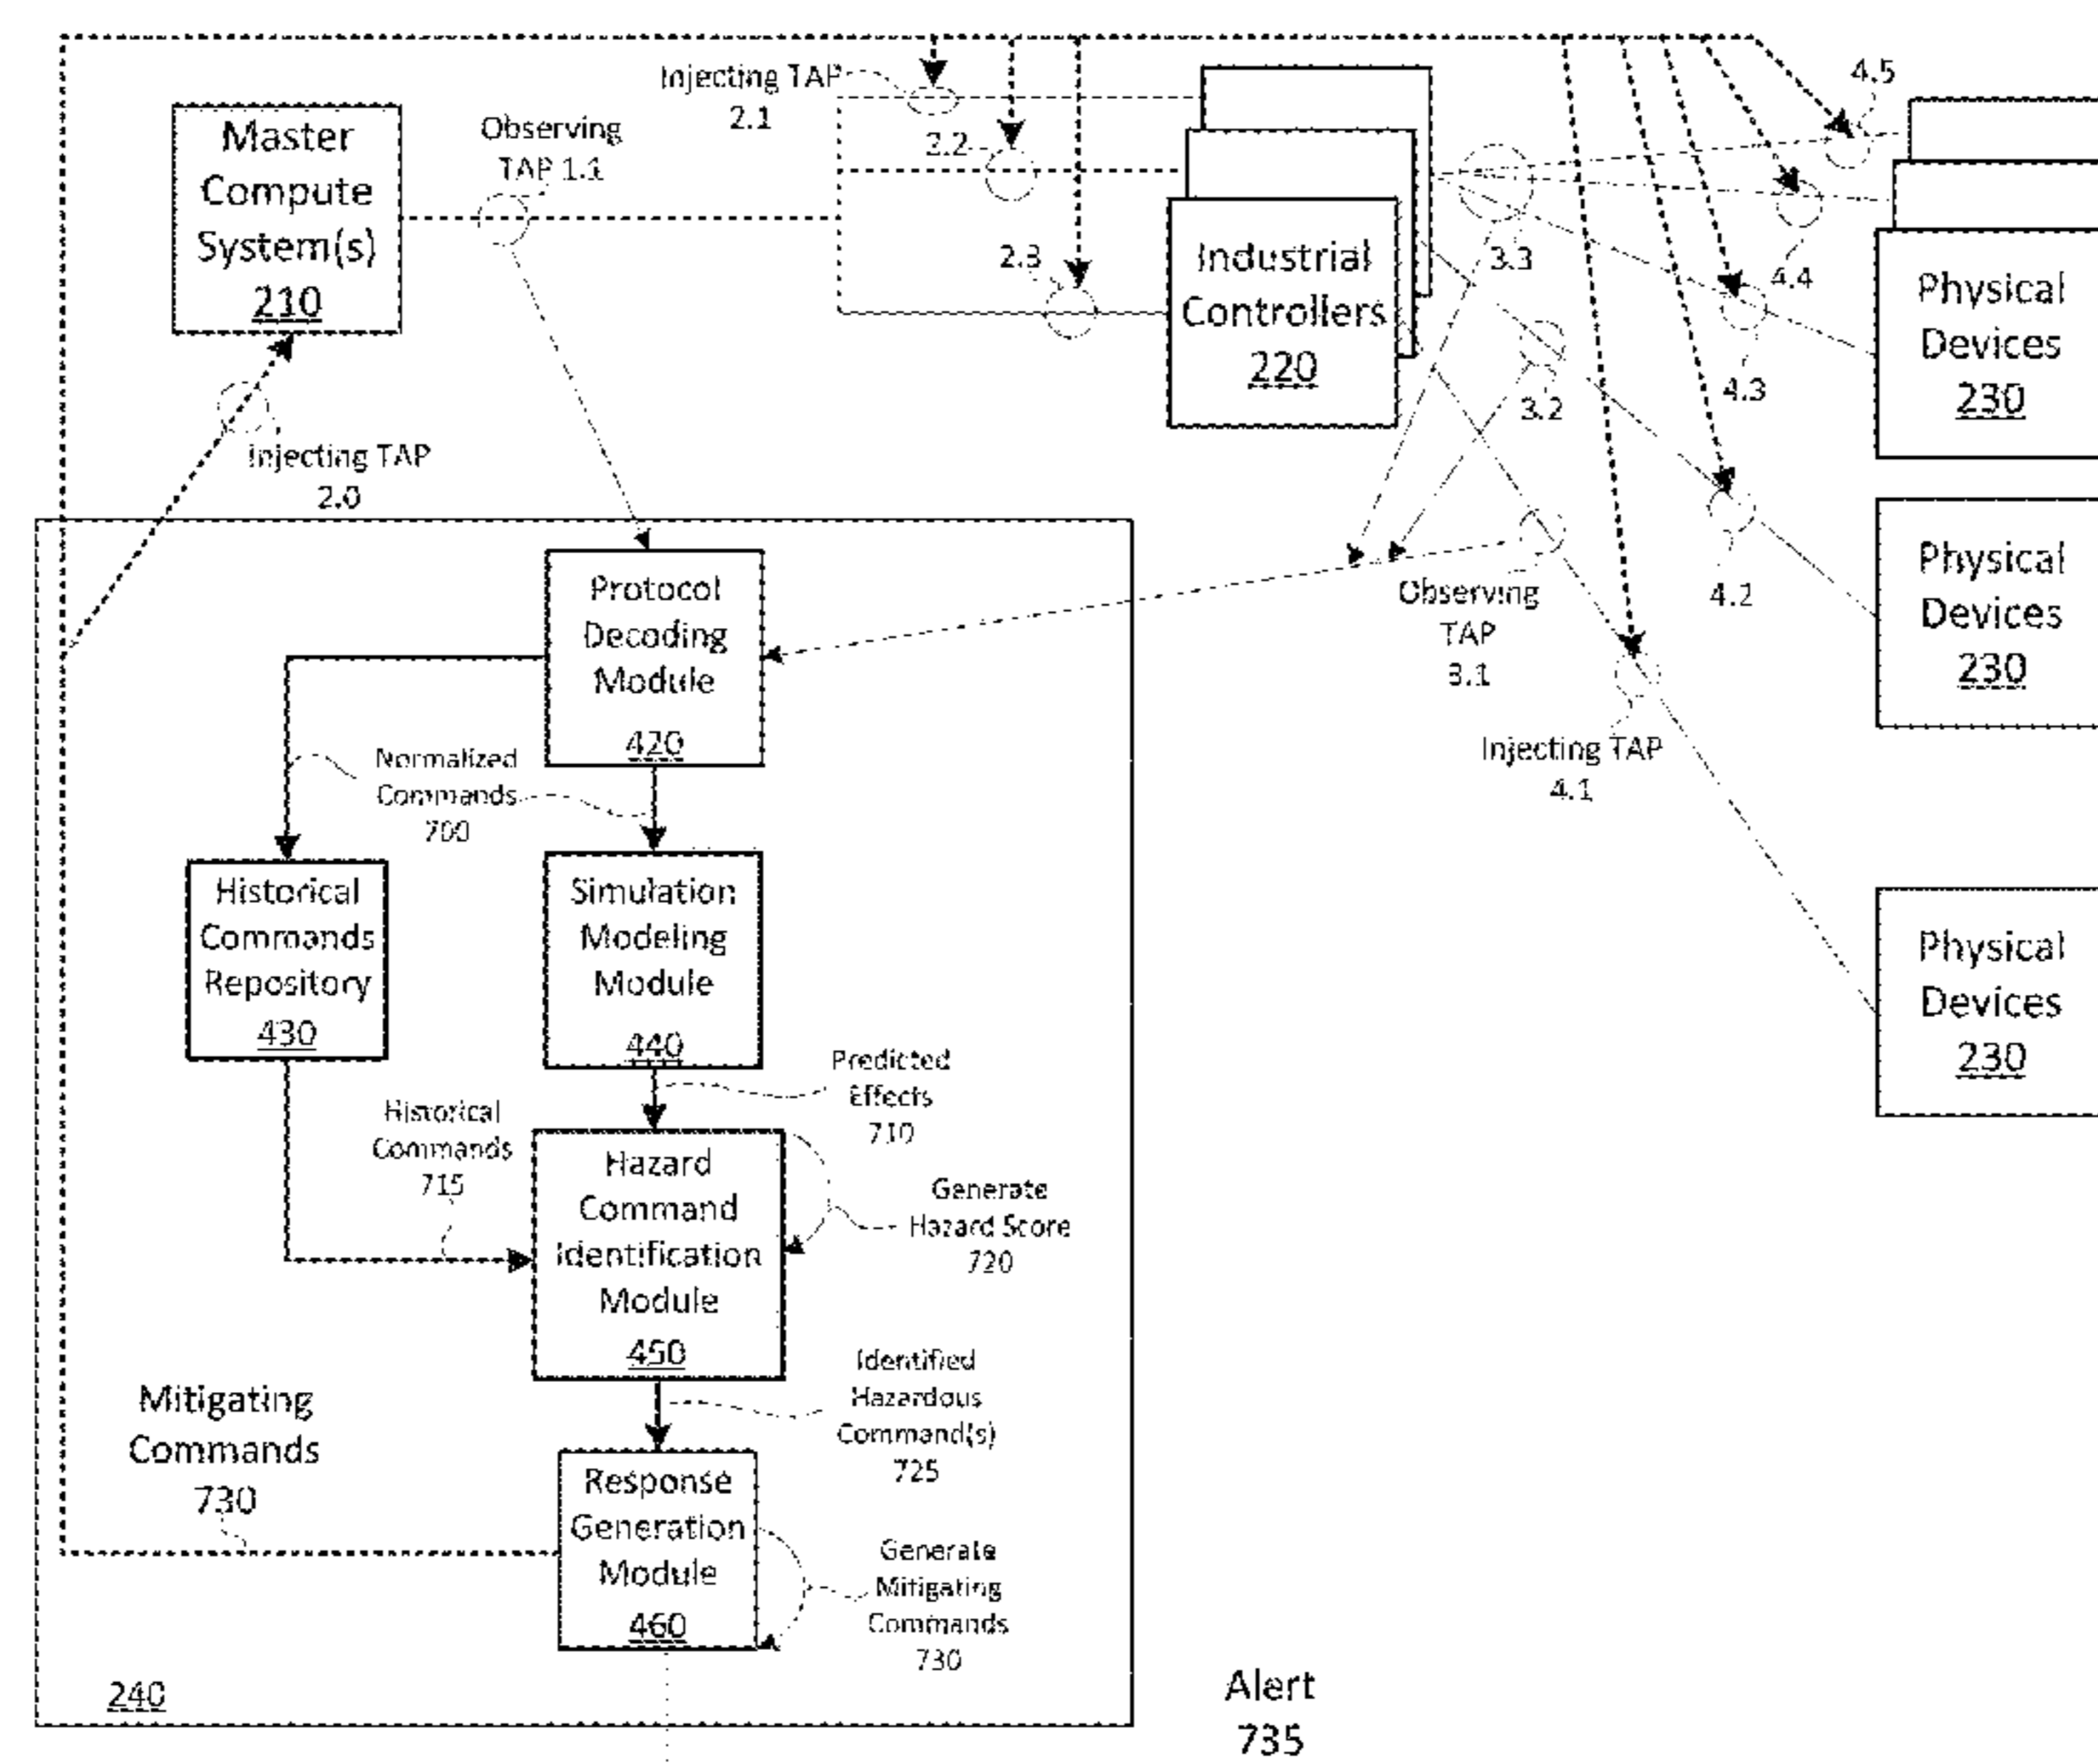 Master
Compute
System(s)
210
Observing
TAP 1.1
Injecting TAP
2.1
2.2
2.3
Industrial
Controllers
220
3.3
3.2
4.5
4.4
4.3
4.2
Physical
Devices
230
Physical
Devices
230
Physical
Devices
230
Injecting TAP
2.0
Observing
TAP
3.1
Injecting TAP
4.1
Protocol
Decoding
Module
420
Normalized
Commands
700
Historical
Commands
Repository
430
Simulation
Modeling
Module
440
Predicted
Effects
710
Historical
Commands
715
Hazard
Command
Identification
Module
450
Generate
Hazard Score
720
Identified
Hazardous
Command(s)
725
Mitigating
Commands
730
Response
Generation
Module
460
Generate
Mitigating
Commands
730
240
Alert
735